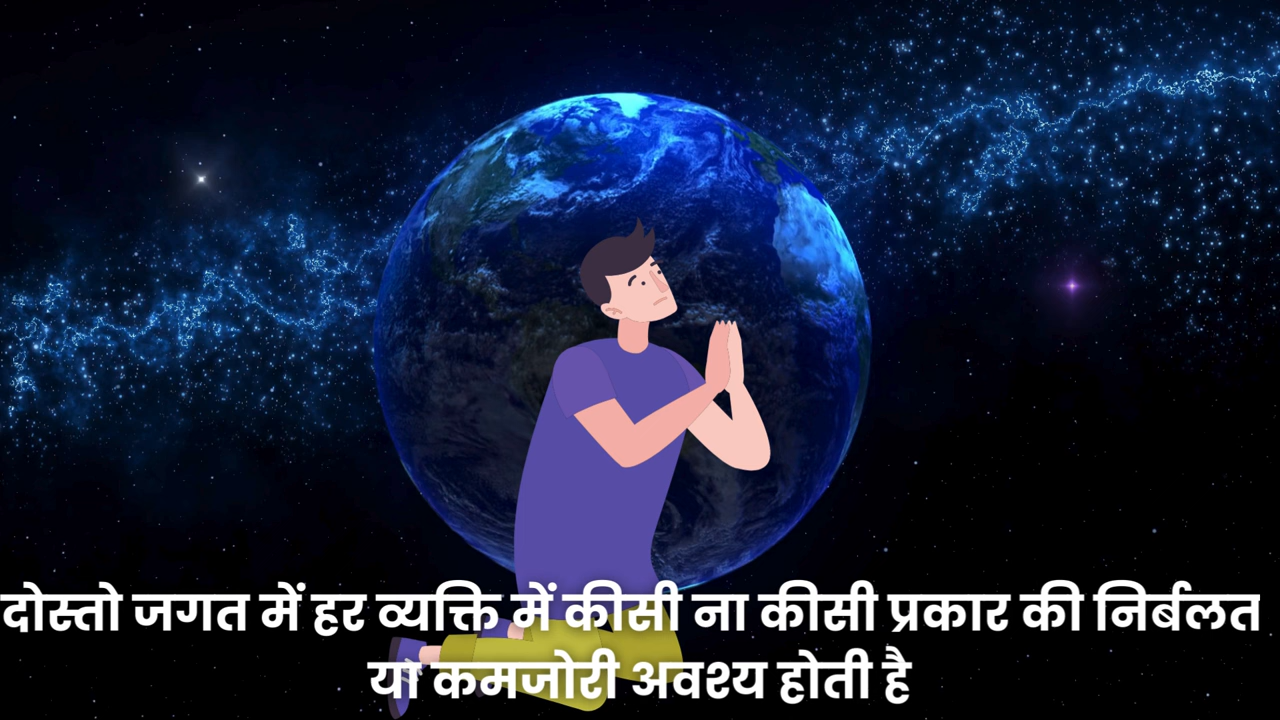 दोस्तो जगत में हर व्यक्ति में कीसी ना कीसी प्रकार की निर्बलत
या कमजोरी अवश्य होती है